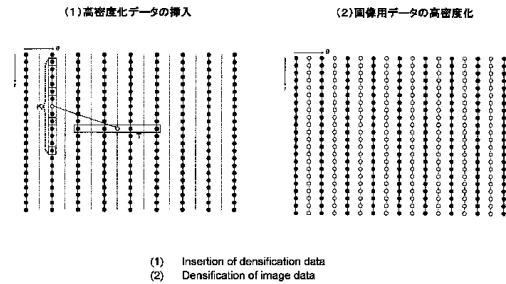 (1)高密度化データの挿入
(2)画像用データの高密度化
θ
θ
r
r
T
(1) Insertion of densification data
(2) Densification of image data